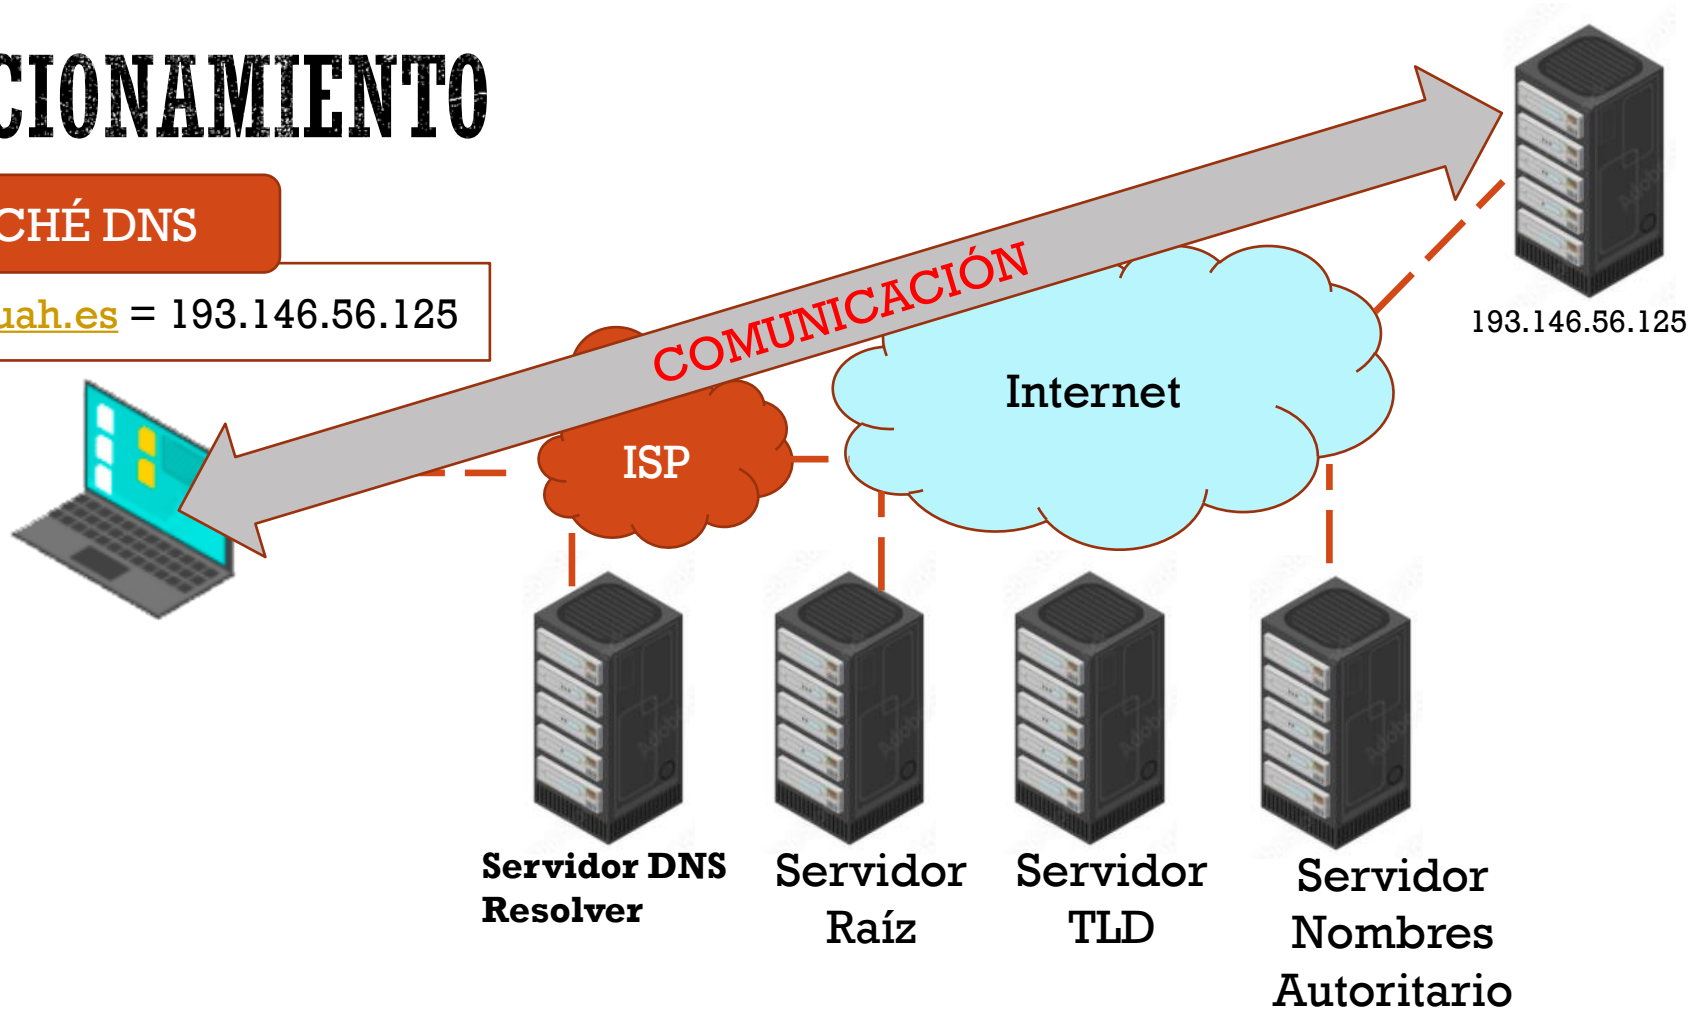 CIONAMIENTO
CHÉ DNS
uah.es = 193.146.56.125
COMUNICACIÓN
193.146.56.125
Internet
ISP
Servidor DNS
Resolver
Servidor
Raíz
Servidor
TLD
Servidor
Nombres
Autoritario